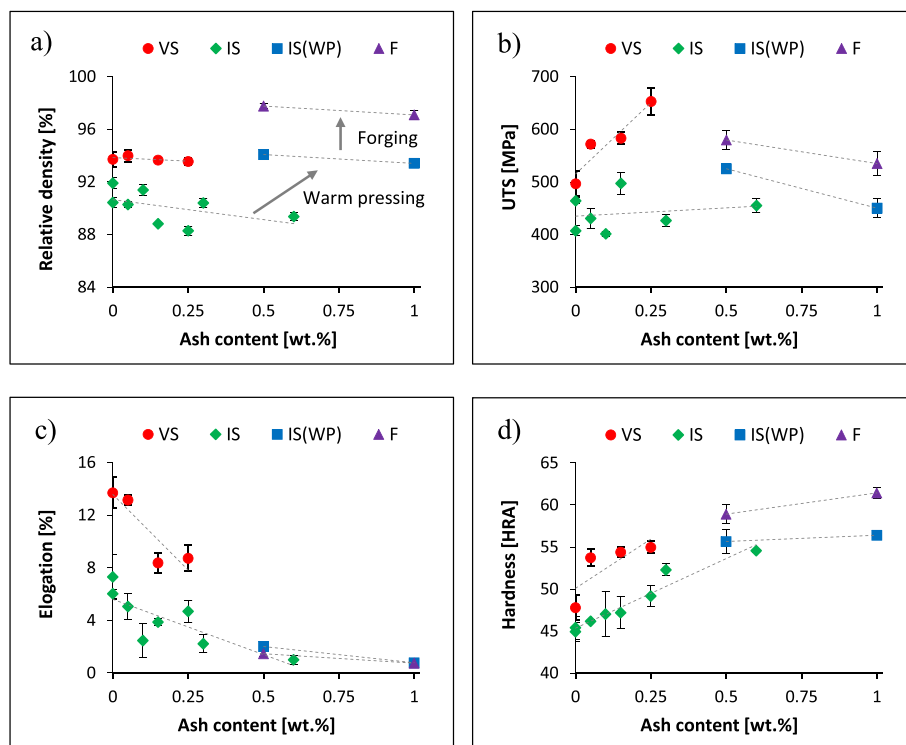 a)
VS IS IS(WP) F
100
96
92
88
84
Relative density [%]
Forging
Warm pressing
0 0.25 0.5 0.75 1
Ash content [wt.%]
b)
VS IS IS(WP) F
700
600
500
400
300
UTS [MPa]
0 0.25 0.5 0.75 1
Ash content [wt.%]
c)
VS IS IS(WP) F
16
12
8
4
0
Elogation [%]
0 0.25 0.5 0.75 1
Ash content [wt.%]
d)
VS IS IS(WP) F
65
60
55
50
45
40
Hardness [HRA]
0 0.25 0.5 0.75 1
Ash content [wt.%]